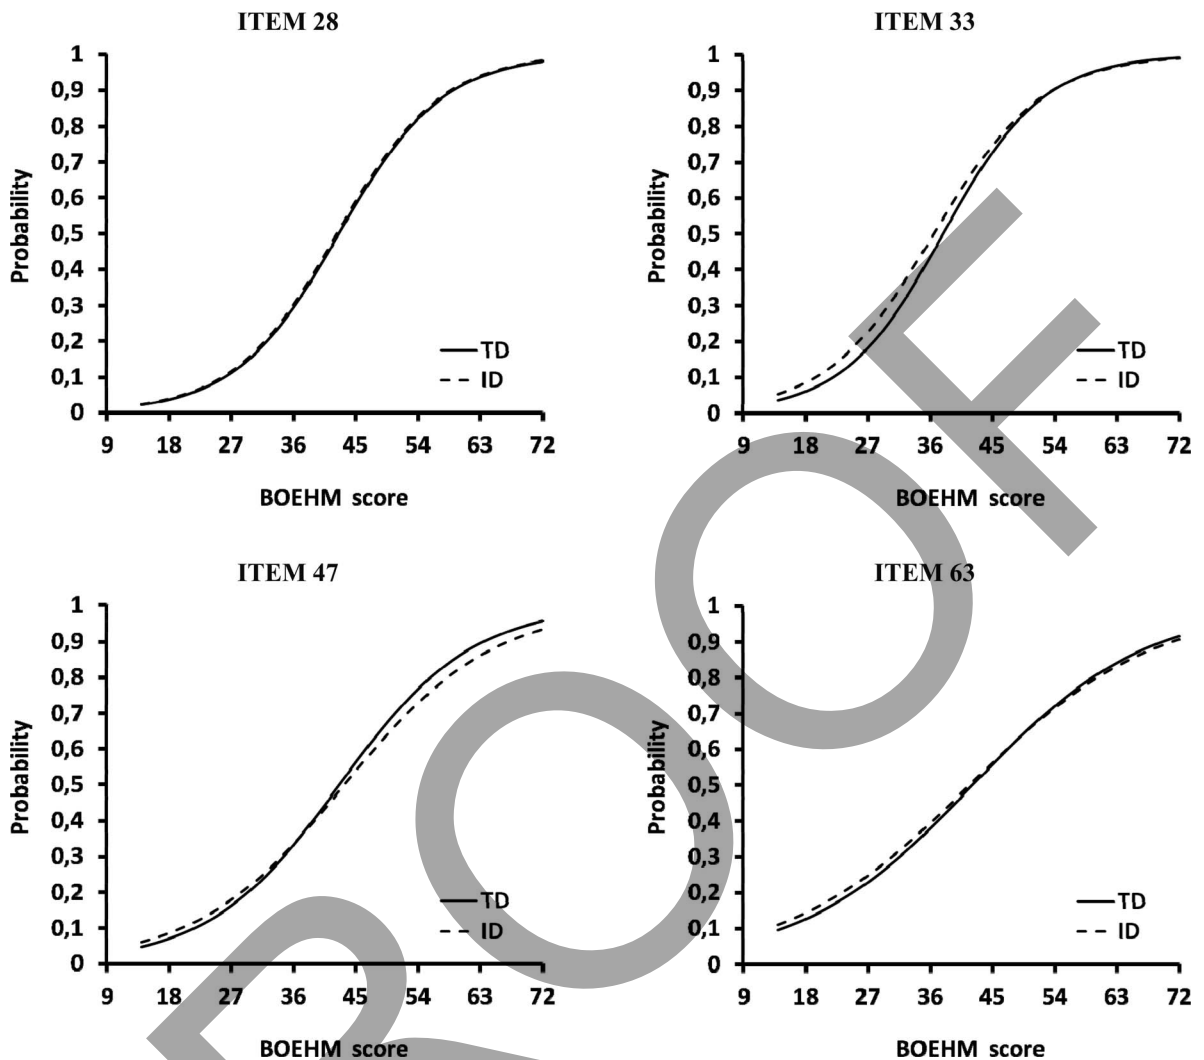 ITEM 28
1
0,9
0,8
0,7
0,6
0,5
0,4
0,3
0,2
0,1
0
Probability
TD
ID
9 18 27 36 45 54 63 72
BOEHM score
ITEM 33
1
0,9
0,8
0,7
0,6
0,5
0,4
0,3
0,2
0,1
0
Probability
TD
ID
9 18 27 36 45 54 63 72
BOEHM score
ITEM 47
1
0,9
0,8
0,7
0,6
0,5
0,4
0,3
0,2
0,1
0
Probability
TD
ID
9 18 27 36 45 54 63 72
BOEHM score
ITEM 63
1
0,9
0,8
0,7
0,6
0,5
0,4
0,3
0,2
0,1
0
Probability
TD
ID
9 18 27 36 45 54 63 72
BOEHM score
ROOF